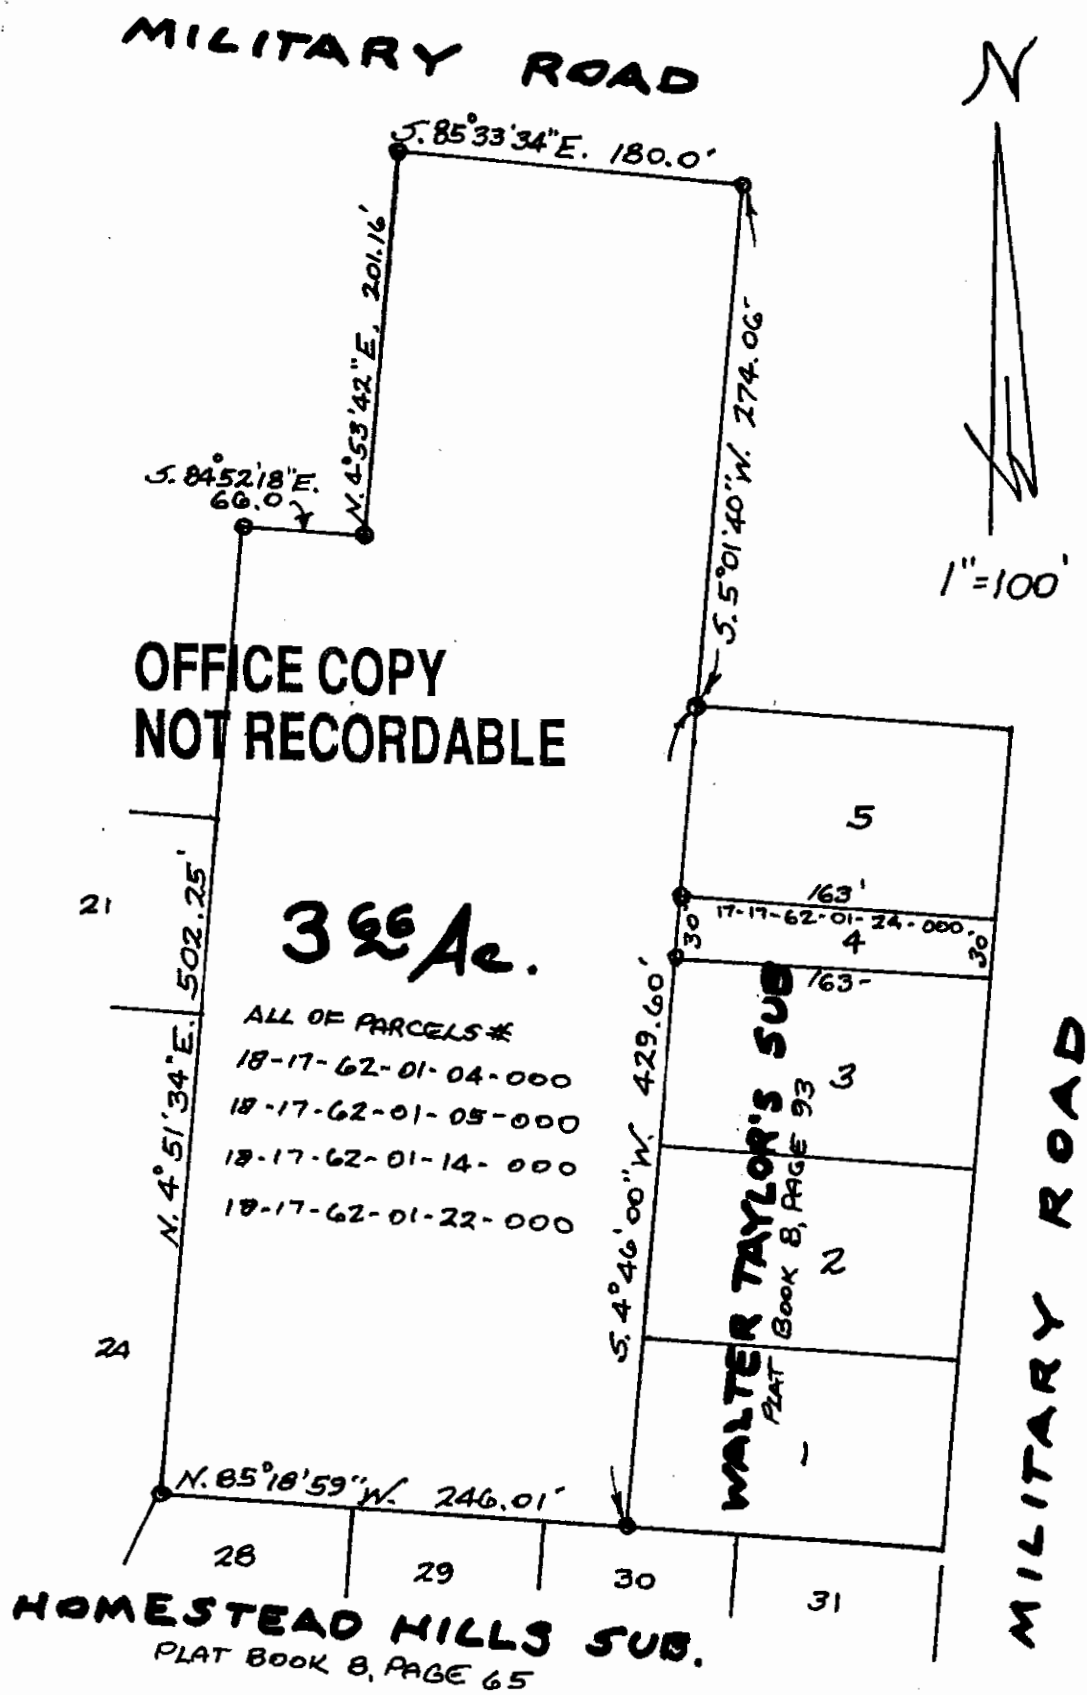 MILITARY ROAD
N
S. 85°33'34"E. 180.0'
N. 4°53'42"E, 201.16'
S. 5°01'40"W. 274.06'
S. 84°52'18"E.
66.0
1"=100'
OFFICE COPY
NOT RECORDABLE
5
21
163'
17-17-62-01-24-000-
30'
4
30'
163-
3 66 Ac.
ALL OF PARCELS #
18-17-62-01-04-000
18-17-62-01-05-000
18-17-62-01-14-000
18-17-62-01-22-000
N. 4°51'34"E. 502.25'
S. 4°46'00"W. 429.60'
3
WALTER TAYLOR'S SUB
PLAT BOOK 8, PAGE 93
2
1
MILITARY ROAD
24
N. 85°18'59"W. 246.01'
28
29
30
31
HOMESTEAD HILLS SUB.
PLAT BOOK 8, PAGE 65